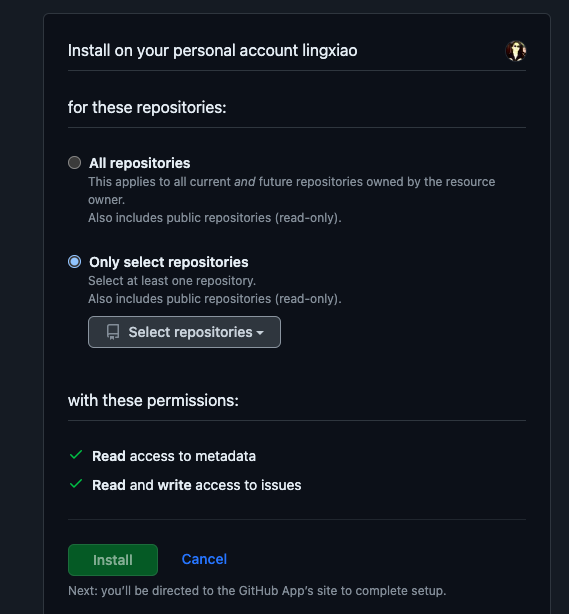 Install on your personal account lingxiao
for these repositories:
All repositories
This applies to all current and future repositories owned by the resource
owner.
Also includes public repositories (read-only).
Only select repositories
Select at least one repository.
Also includes public repositories (read-only).
Select repositories
with these permissions:
Read access to metadata
Read and write access to issues
Install Cancel
Next: you’ll be directed to the GitHub App’s site to complete setup.